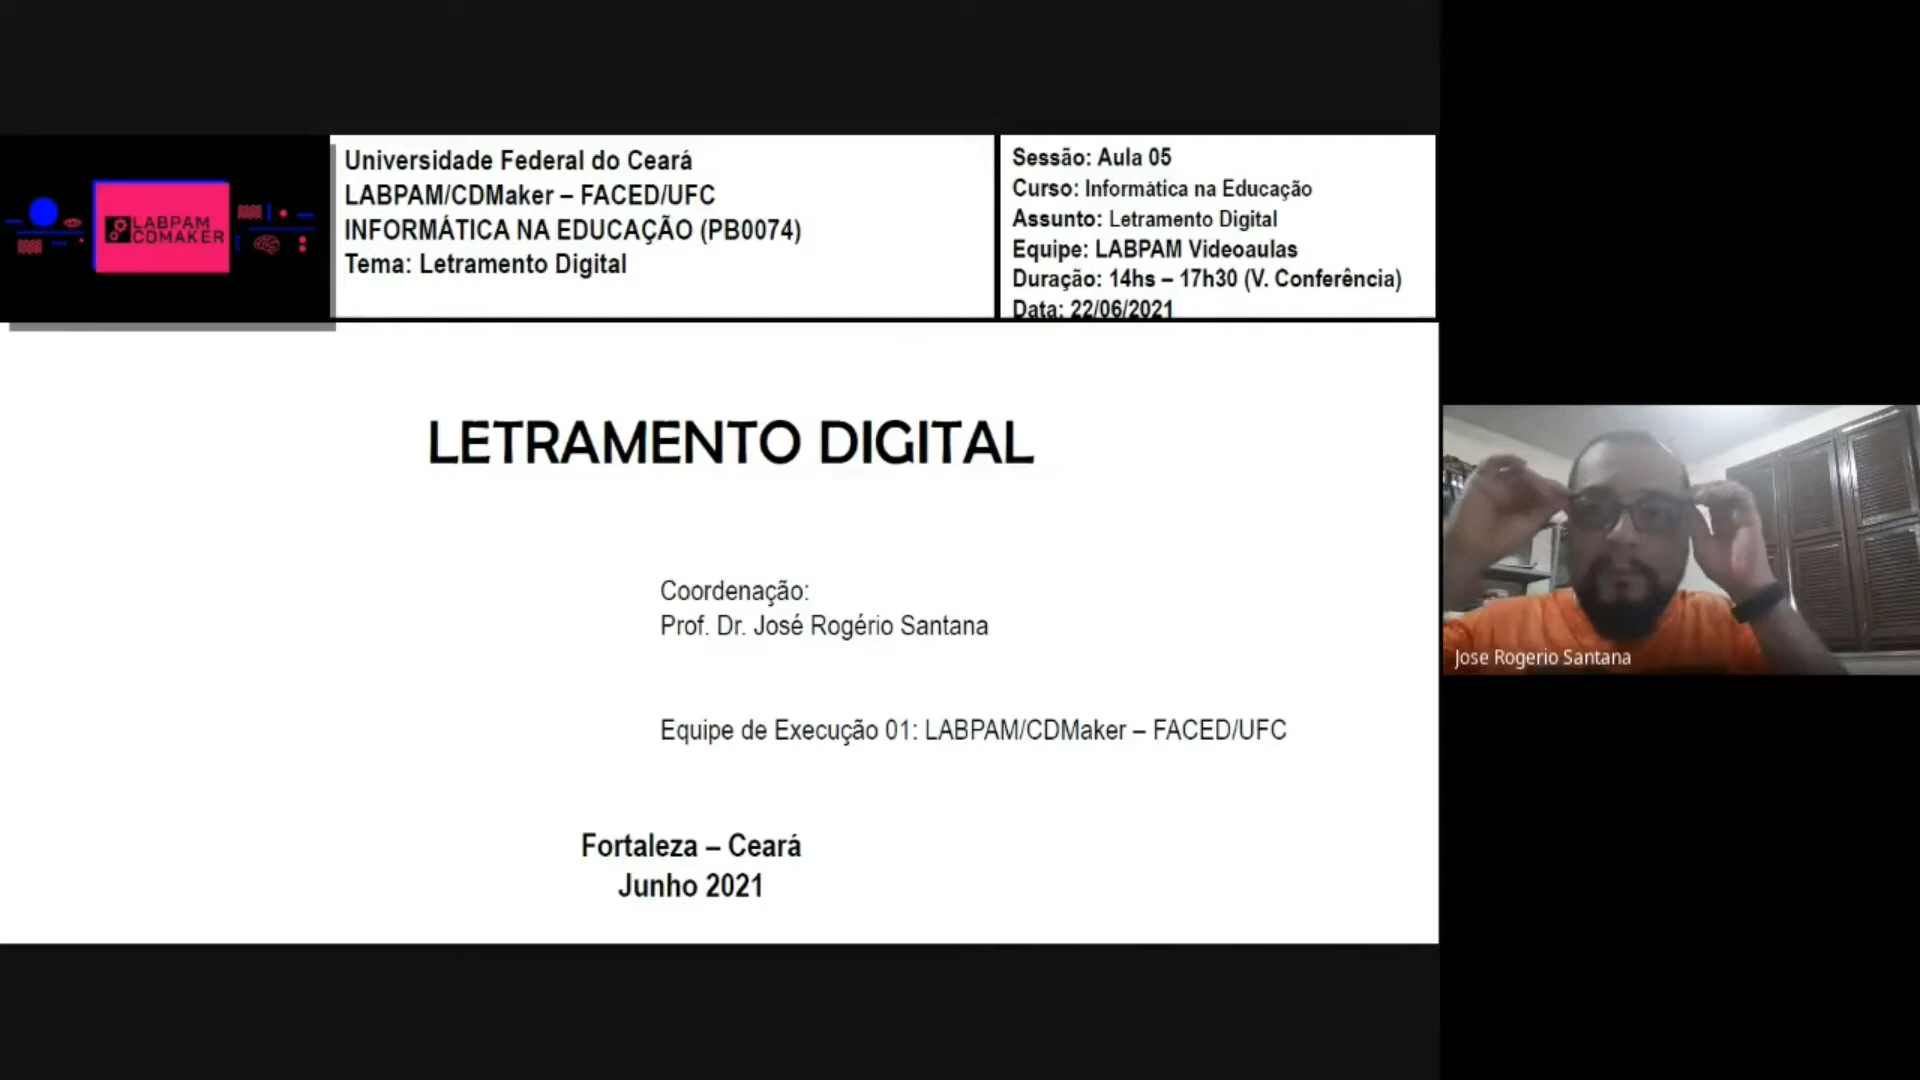 LABPAM
CDMAKER
Universidade Federal do Ceará
LABPAM/CDMaker – FACED/UFC
INFORMÁTICA NA EDUCAÇÃO (PB0074)
Tema: Letramento Digital
Sessão: Aula 05
Curso: Informática na Educação
Assunto: Letramento Digital
Equipe: LABPAM Videoaulas
Duração: 14hs – 17h30 (V. Conferência)
Data: 22/06/2021
LETRAMENTO DIGITAL
Coordenação:
Prof. Dr. José Rogério Santana
Equipe de Execução 01: LABPAM/CDMaker – FACED/UFC
Fortaleza – Ceará
Junho 2021
Jose Rogerio Santana